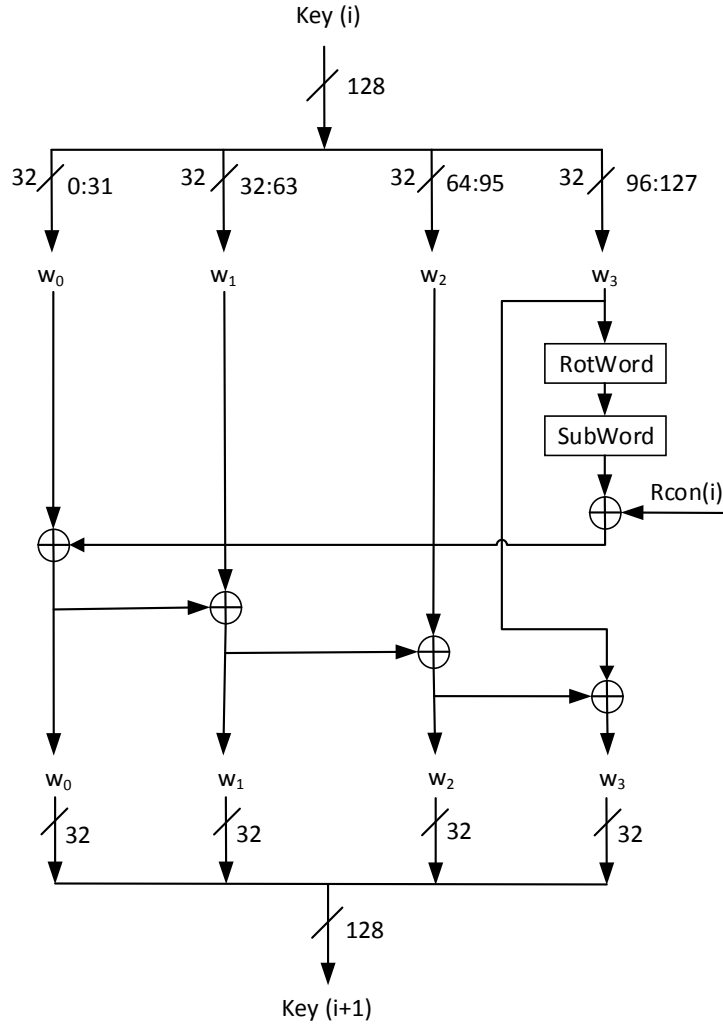 Key (i)
128
32 0:31 32 32:63 32 64:95 32 96:127
w₀ w₁ w₂ w₃
RotWord
SubWord
Rcon(i)
w₀ w₁ w₂ w₃
32 32 32 32
128
Key (i+1)